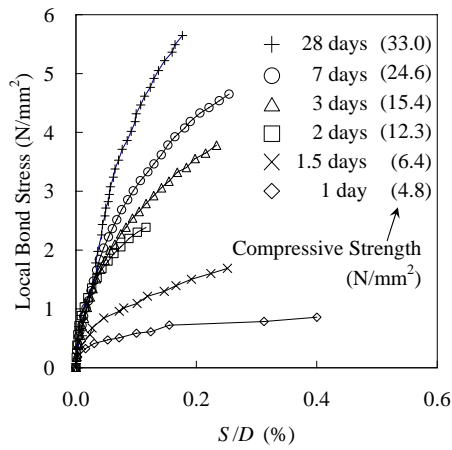 6
5
4
3
2
1
0
Local Bond Stress (N/mm²)
28 days (33.0)
7 days (24.6)
3 days (15.4)
2 days (12.3)
1.5 days (6.4)
1 day (4.8)
Compressive Strength
(N/mm²)
0.0 0.2 0.4 0.6
S/D (%)